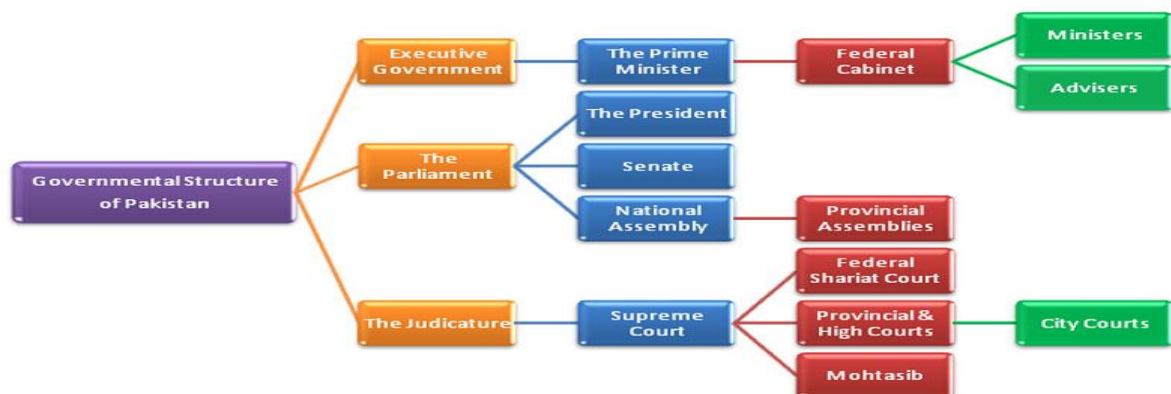 Governmental Structure
of Pakistan
Executive
Government
The Prime
Minister
Federal
Cabinet
Ministers
Advisers
The
Parliament
The President
Senate
National
Assembly
Provincial
Assemblies
The Judicature
Supreme
Court
Federal
Shariat Court
Provincial &
High Courts
City Courts
Mohtasib